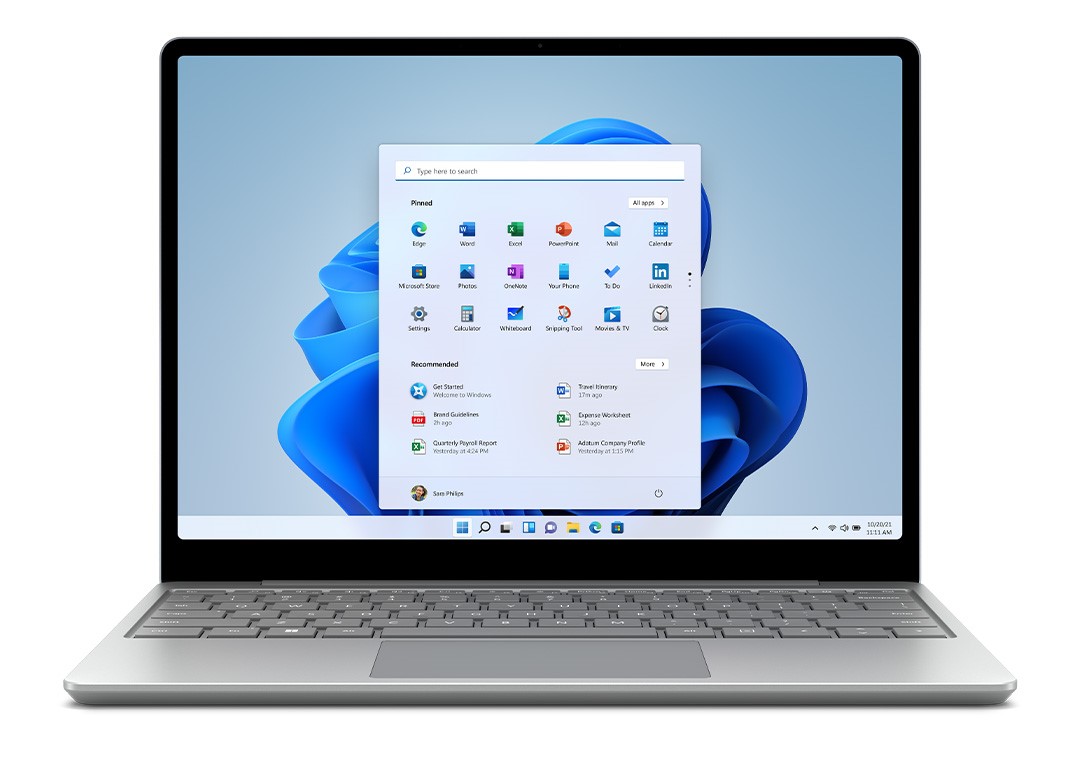 Type here to search
Pinned
All apps >
Edge Word Excel PowerPoint Mail Calendar
Microsoft Store Photos OneNote Your Phone To Do LinkedIn
Settings Calculator Whiteboard Snipping Tool Movies & TV Clock
Recommended
More >
Get Started
Welcome to Windows
Travel Itinerary
17m ago
PDF
Brand Guidelines
2h ago
Expense Worksheet
12h ago
Quarterly Payroll Report
Yesterday at 4:24 PM
Adatum Company Profile
Yesterday at 1:15 PM
Sara Philips
10/20/21
11:11 AM